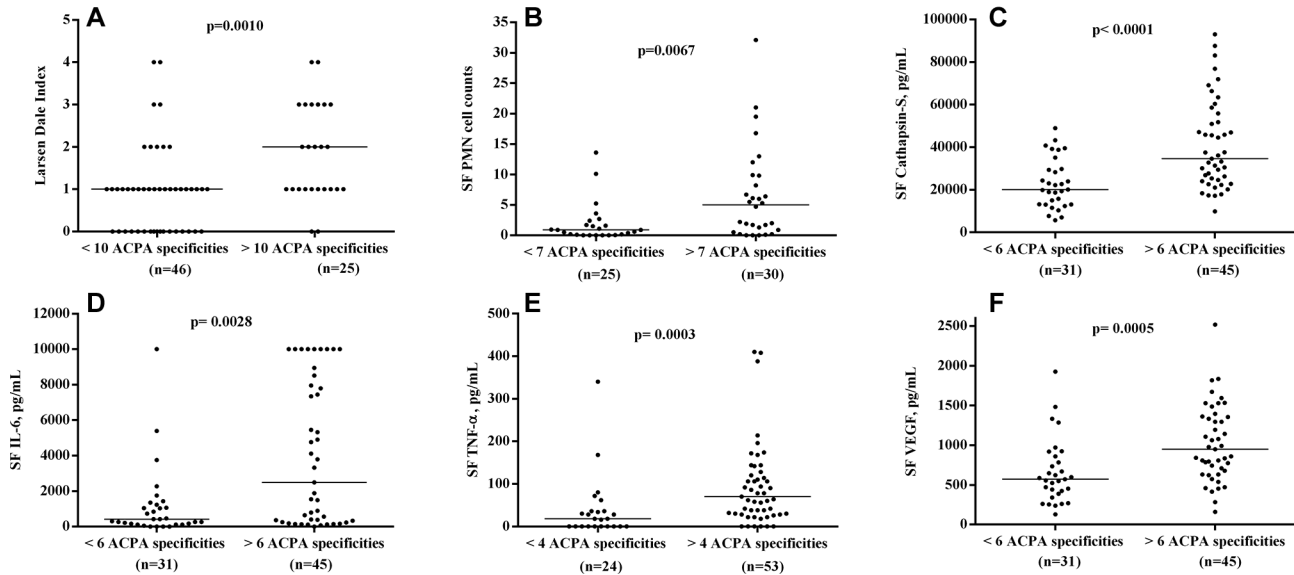 A
p=0.0010
Larsen Dale Index
5
4
3
2
1
0
< 10 ACPA specificities > 10 ACPA specificities
(n=46) (n=25)
B
p=0.0067
SF PMN cell counts
35
30
25
20
15
10
5
0
< 7 ACPA specificities > 7 ACPA specificities
(n=25) (n=30)
C
p< 0.0001
SF Cathapsin-S, pg/mL
100000
80000
60000
40000
20000
0
< 6 ACPA specificities > 6 ACPA specificities
(n=31) (n=45)
D
p= 0.0028
SF IL-6, pg/mL
12000
10000
8000
6000
4000
2000
0
< 6 ACPA specificities > 6 ACPA specificities
(n=31) (n=45)
E
p= 0.0003
SF TNF-α , pg/mL
500
400
300
200
100
0
< 4 ACPA specificities > 4 ACPA specificities
(n=24) (n=53)
F
p= 0.0005
SF VEGF, pg/mL
2500
2000
1500
1000
500
0
< 6 ACPA specificities > 6 ACPA specificities
(n=31) (n=45)